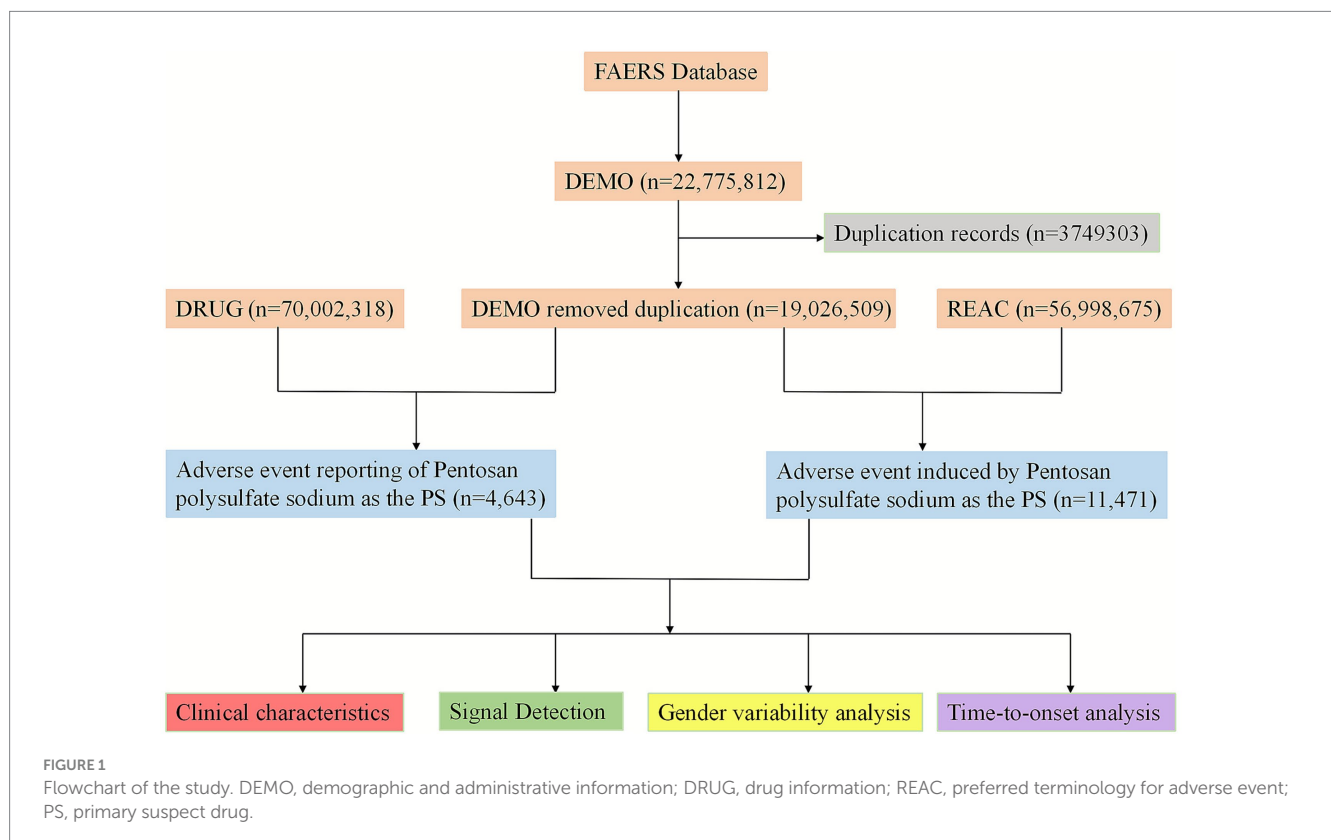 FAERS Database
DEMO (n=22,775,812)
Duplication records (n=3749303)
DRUG (n=70,002,318)
DEMO removed duplication (n=19,026,509)
REAC (n=56,998,675)
Adverse event reporting of Pentosan
polysulfate sodium as the PS (n=4,643)
Adverse event induced by Pentosan
polysulfate sodium as the PS (n=11,471)
Clinical characteristics
Signal Detection
Gender variability analysis
Time-to-onset analysis
FIGURE 1
Flowchart of the study. DEMO, demographic and administrative information; DRUG, drug information; REAC, preferred terminology for adverse event;
PS, primary suspect drug.